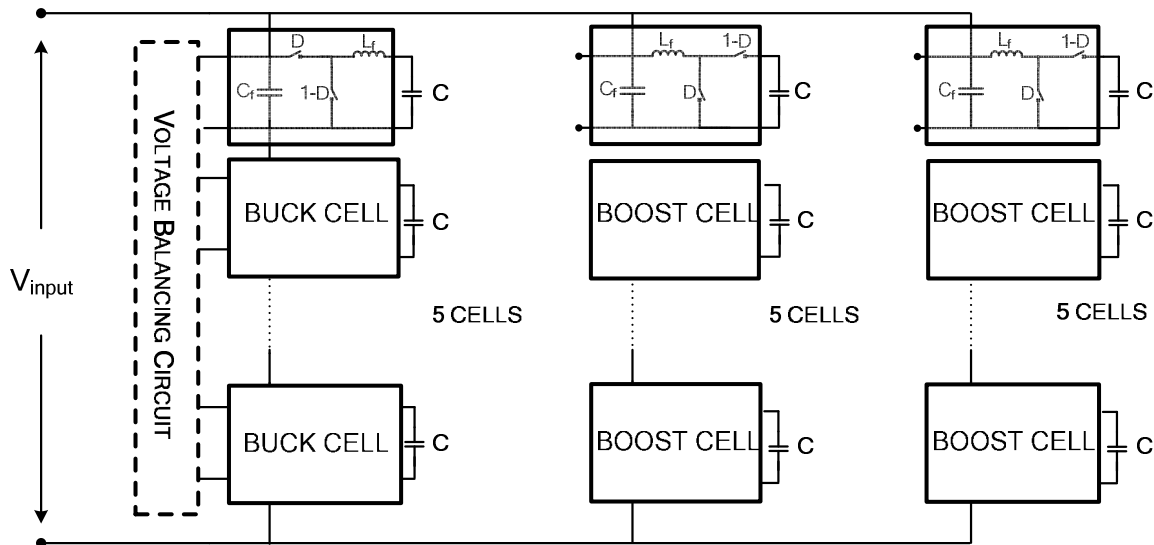 D
Lf
Cf
1-D
C
Lf
1-D
Cf
D
C
Lf
1-D
Cf
D
C
VOLTAGE BALANCING CIRCUIT
BUCK CELL
C
BOOST CELL
C
BOOST CELL
C
Vinput
5 CELLS
5 CELLS
5 CELLS
BUCK CELL
C
BOOST CELL
C
BOOST CELL
C